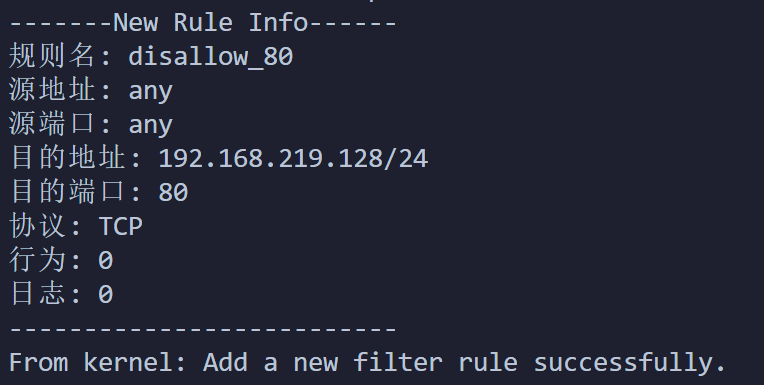 -------New Rule Info------
规则名: disallow_80
源地址: any
源端口: any
目的地址: 192.168.219.128/24
目的端口: 80
协议: TCP
行为: 0
日志: 0
--------------------------
From kernel: Add a new filter rule successfully.